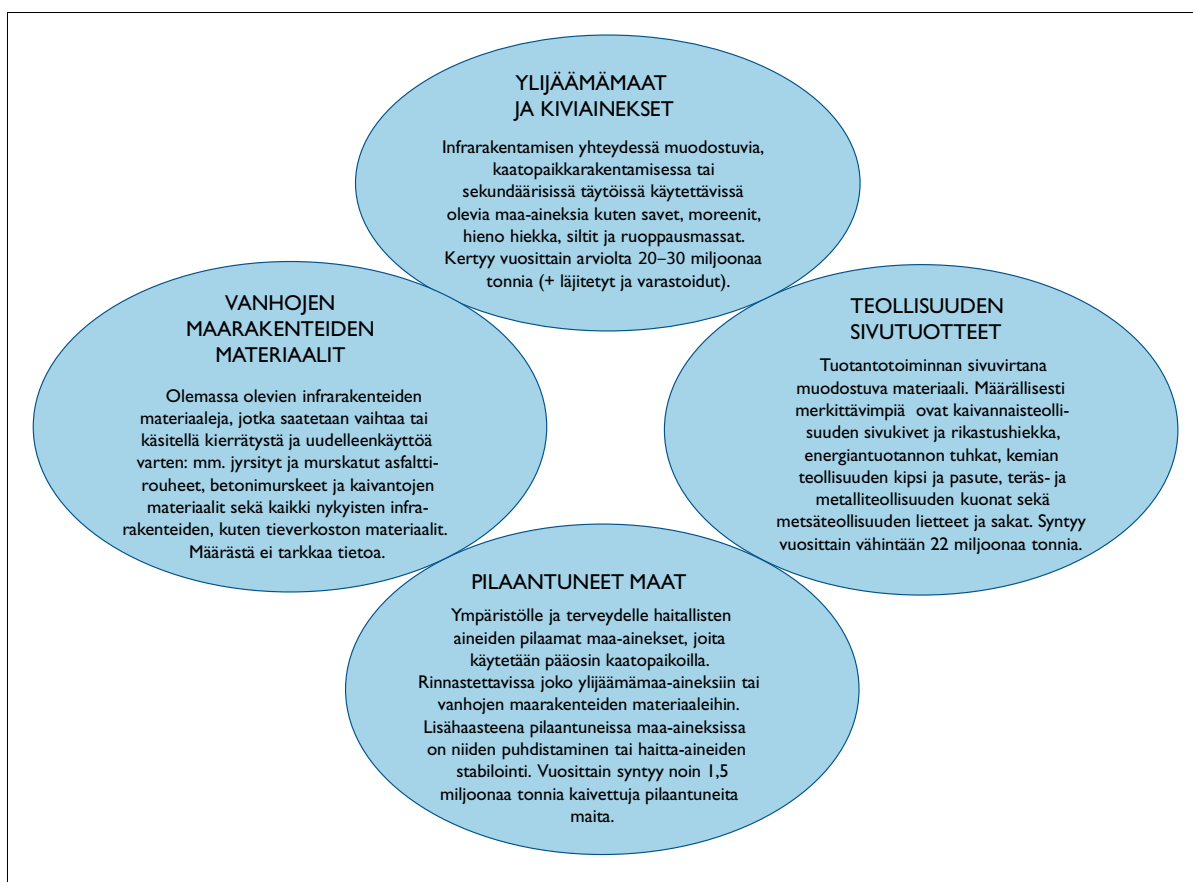 YLIJÄÄMÄMAAT
JA KIVIAINEKSET
Infrarakentamisen yhteydessä muodostuvia,
kaatopaikkarakentamisessa tai
sekundäärisissä täytöissä käytettävissä
olevia maa-aineksia kuten savet, moreenit,
hieno hiekka, siltit ja ruoppausmassat.
Kertyy vuosittain arviolta 20–30 miljoonaa
tonnia (+ läjitetyt ja varastoidut).
VANHOJEN
MAARAKENTEIDEN
MATERIAALIT
Olemassa olevien infrarakenteiden
materiaaleja, jotka saatetaan vaihtaa tai
käsitellä kierrätystä ja uudelleenkäyttöä
varten: mm. jyrsityt ja murskatut asfaltti-
rouheet, betonimurskeet ja kaivantojen
materiaalit sekä kaikki nykyisten infra-
rakenteiden, kuten tieverkoston materiaalit.
Määrästä ei tarkkaa tietoa.
TEOLLISUUDEN
SIVUTUOTTEET
Tuotantotoiminnan sivuvirtana
muodostuva materiaali. Määrällisesti
merkittävimpiä ovat kaivannaisteolli-
suuden sivukivet ja rikastushiekka,
energiantuotannon tuhkat, kemian
teollisuuden kipsi ja pasute, teräs- ja
metalliteollisuuden kuonat sekä
metsäteollisuuden lietteet ja sakat. Syntyy
vuosittain vähintään 22 miljoonaa tonnia.
PILAANTUNEET MAAT
Ympäristölle ja terveydelle haitallisten
aineiden pilaamat maa-ainekset, joita
käytetään pääosin kaatopaikoilla.
Rinnastettavissa joko ylijäämämaa-aineksiin tai
vanhojen maarakenteiden materiaaleihin.
Lisähaasteena pilaantuneissa maa-aineksissa
on niiden puhdistaminen tai haitta-aineiden
stabilointi. Vuosittain syntyy noin 1,5
miljoonaa tonnia kaivettuja pilaantuneita
maita.